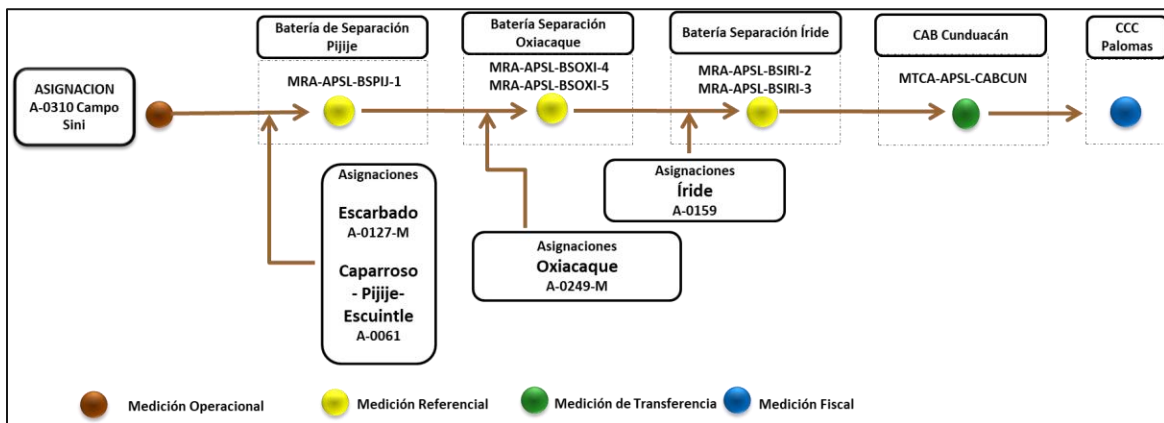 Batería de Separación
Pijije
Batería Separación
Oxiacaque
Batería Separación Íride
CAB Cunduacán
CCC
Palomas
ASIGNACION
A-0310 Campo
Sini
MRA-APSL-BSPIJ-1
MRA-APSL-BSOXI-4
MRA-APSL-BSOXI-5
MRA-APSL-BSIRI-2
MRA-APSL-BSIRI-3
MTCA-APSL-CABCUN
Asignaciones
Escarbado
A-0127-M
Caparroso
- Pijije-
Escuintle
A-0061
Asignaciones
Oxiacaque
A-0249-M
Asignaciones
Íride
A-0159
Medición Operacional
Medición Referencial
Medición de Transferencia
Medición Fiscal